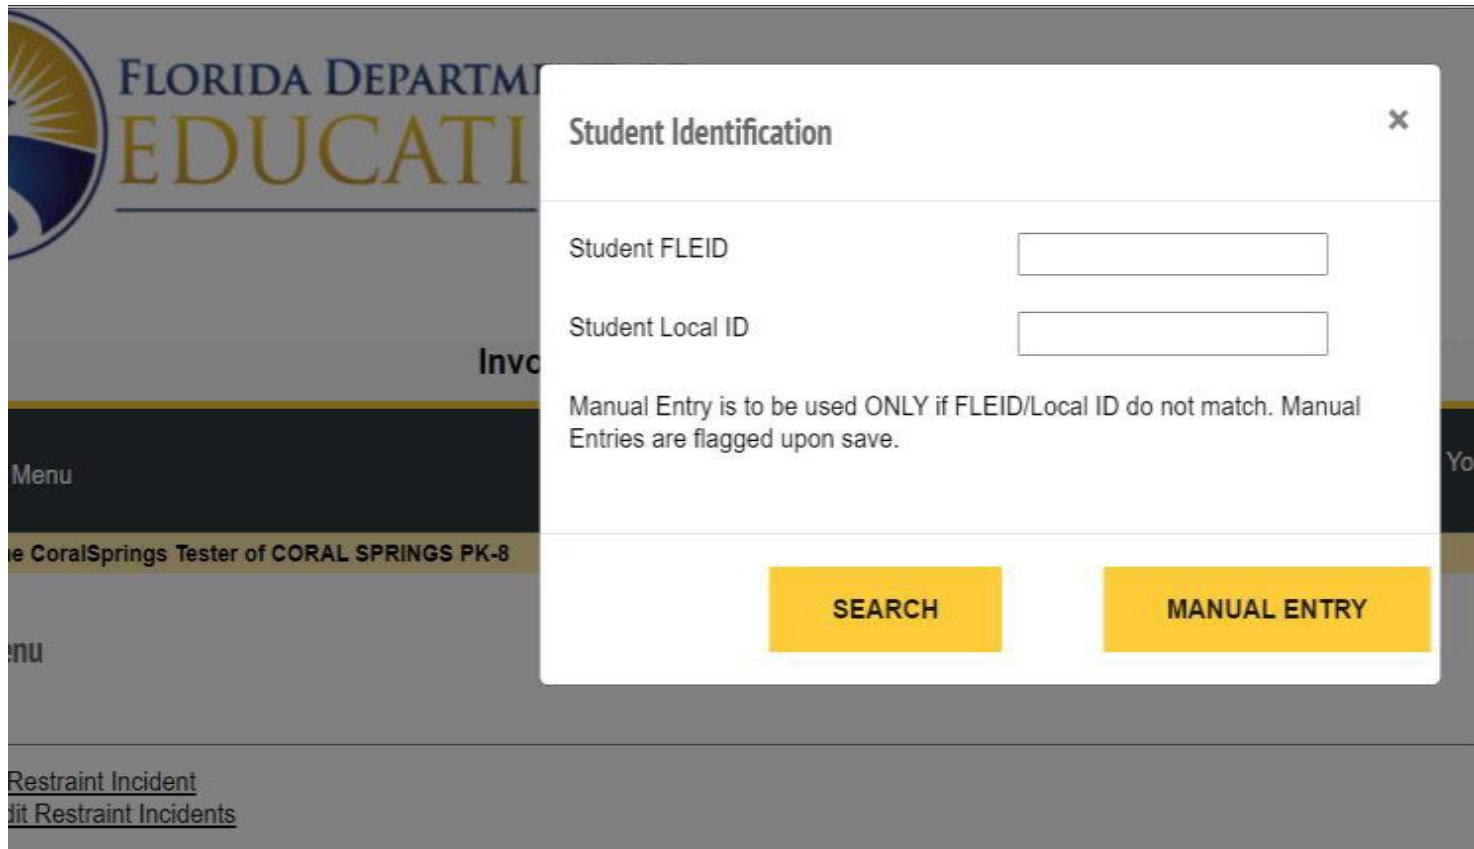 FLORIDA DEPARTM
EDUCATI
Student Identification
×
Student FLEID
Student Local ID
Invo
Manual Entry is to be used ONLY if FLEID/Local ID do not match. Manual
Entries are flagged upon save.
Menu
Yo
e CoralSprings Tester of CORAL SPRINGS PK-8
SEARCH
MANUAL ENTRY
enu
Restraint Incident
dit Restraint Incidents